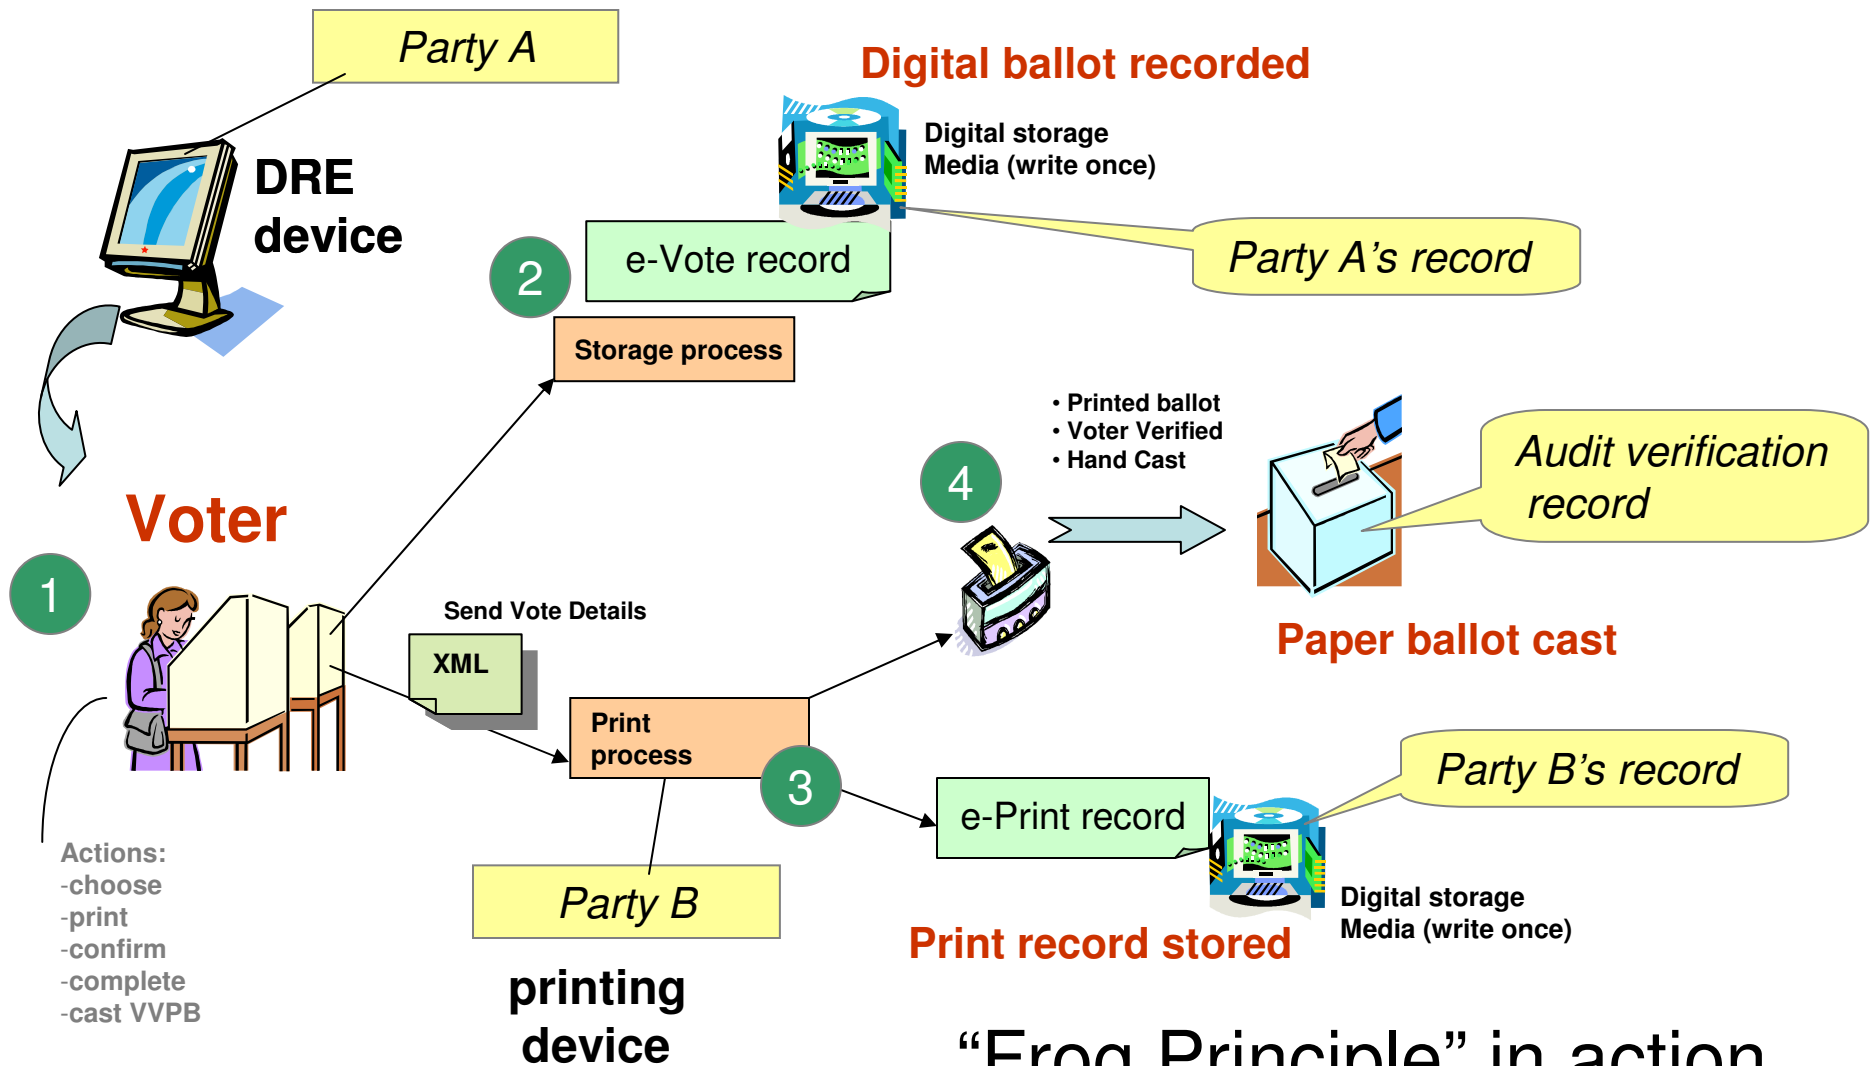 Party A
Digital ballot recorded
Digital storage
Media (write once)
DRE
device
Party A's record
2
e-Vote record
Storage process
• Printed ballot
• Voter Verified
• Hand Cast
4
Audit verification
record
Voter
1
Send Vote Details
XML
Paper ballot cast
Print
process
3
Party B's record
e-Print record
Actions:
-choose
-print
-confirm
-complete
-cast VVPB
Party B
Digital storage
Media (write once)
Print record stored
printing
device
“Frog Principle” in action